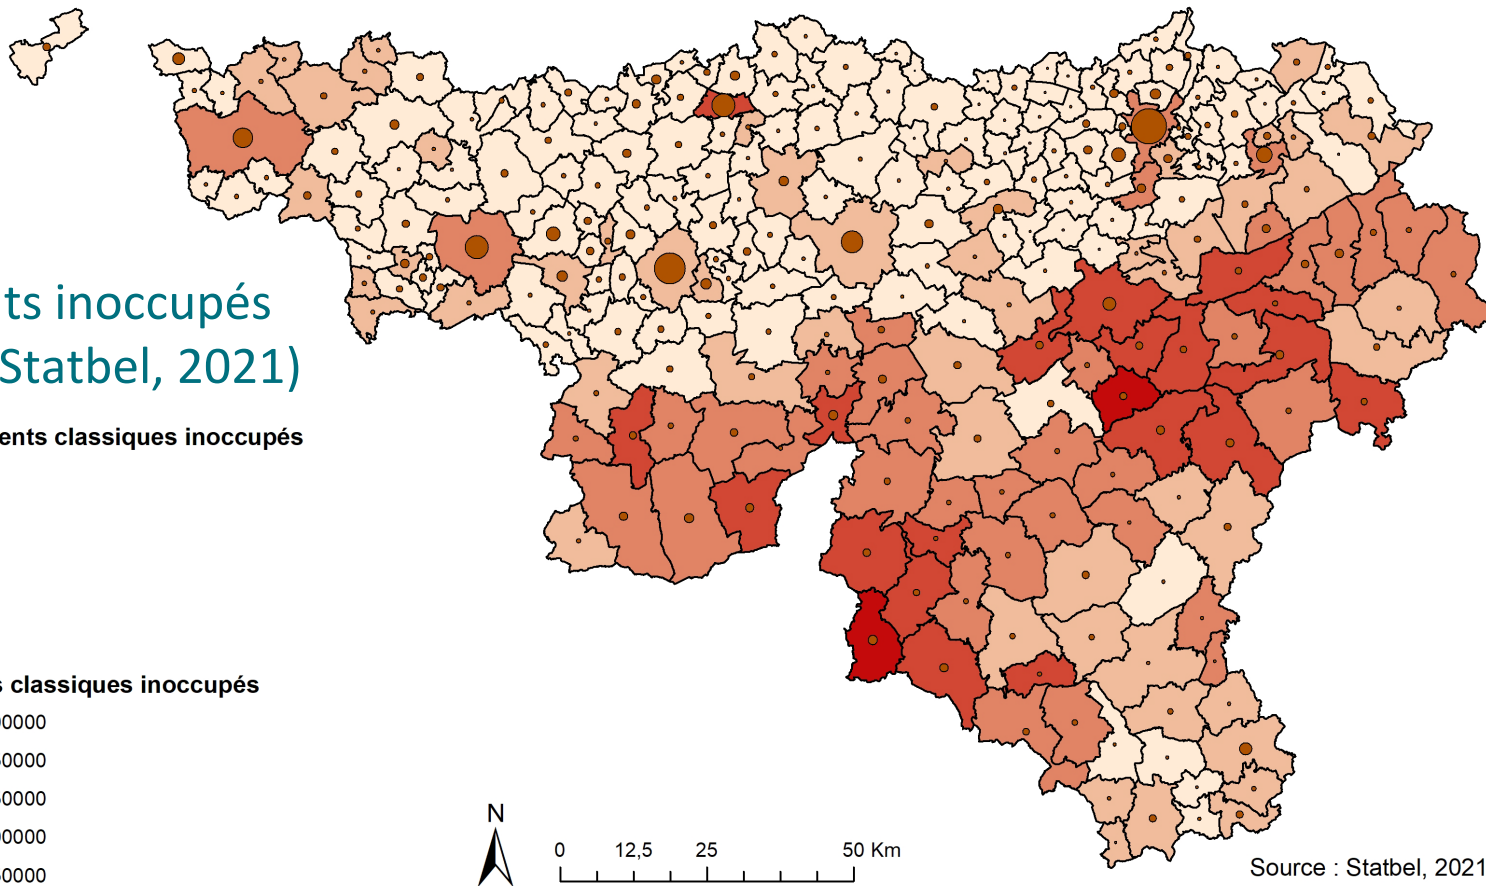 ts inoccupés
Statbel, 2021)
ents classiques inoccupés
s classiques inoccupés
0000
0000
0000
0000
0000
N
0 12,5 25 50 Km
Source : Statbel, 2021